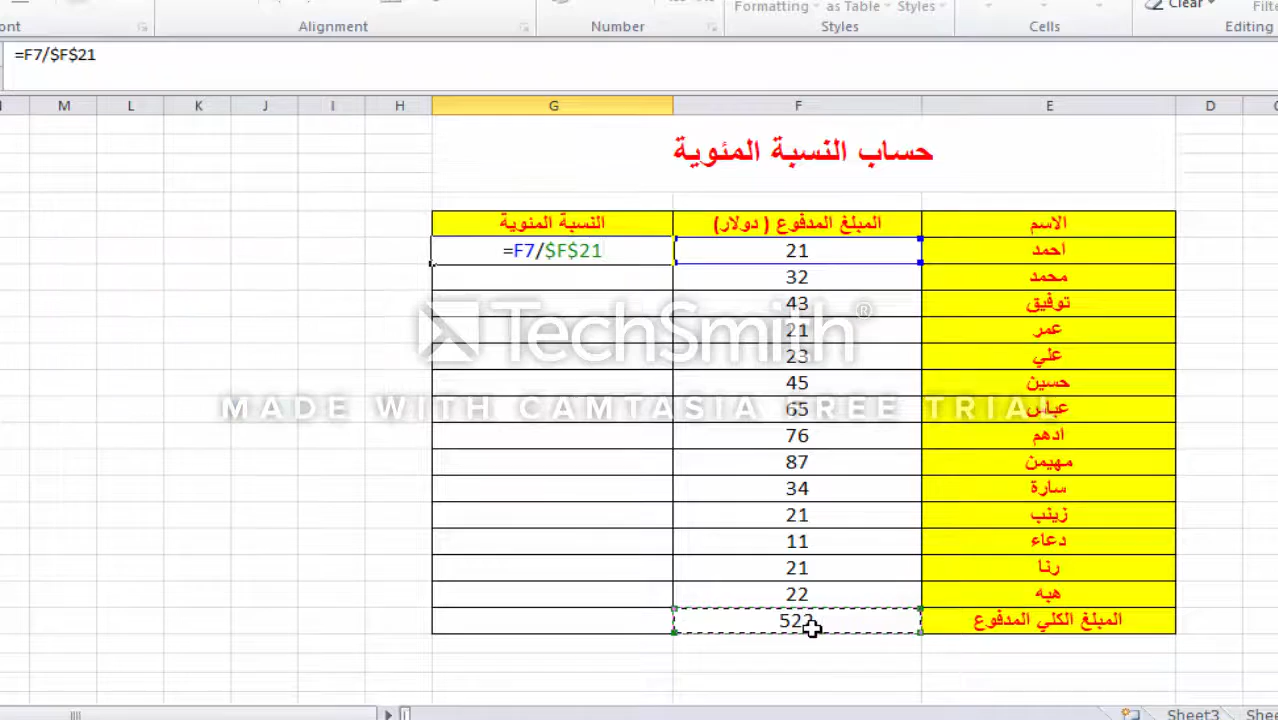 ont
Alignment
Number
Formatting as Table Styles
Styles
Cells
Clear
Editing
=F7/$F$21
M L K J I H G F E D
حساب النسبة المئوية
الاسم المبلغ المدفوع ( دولار) النسبة المئوية
احمد 21 =F7/$F$21
محمد 32
توفيق 43
عمر 21
علي 23
حسين 45
عباس 65
ادهم 76
مهيمن 87
سارة 34
زينب 21
دعاء 11
رنا 21
هبه 22
المبلغ الكلي المدفوع 522
TechSmith®
MADE WITH CAMTASIA FREE TRIAL
Sheet3